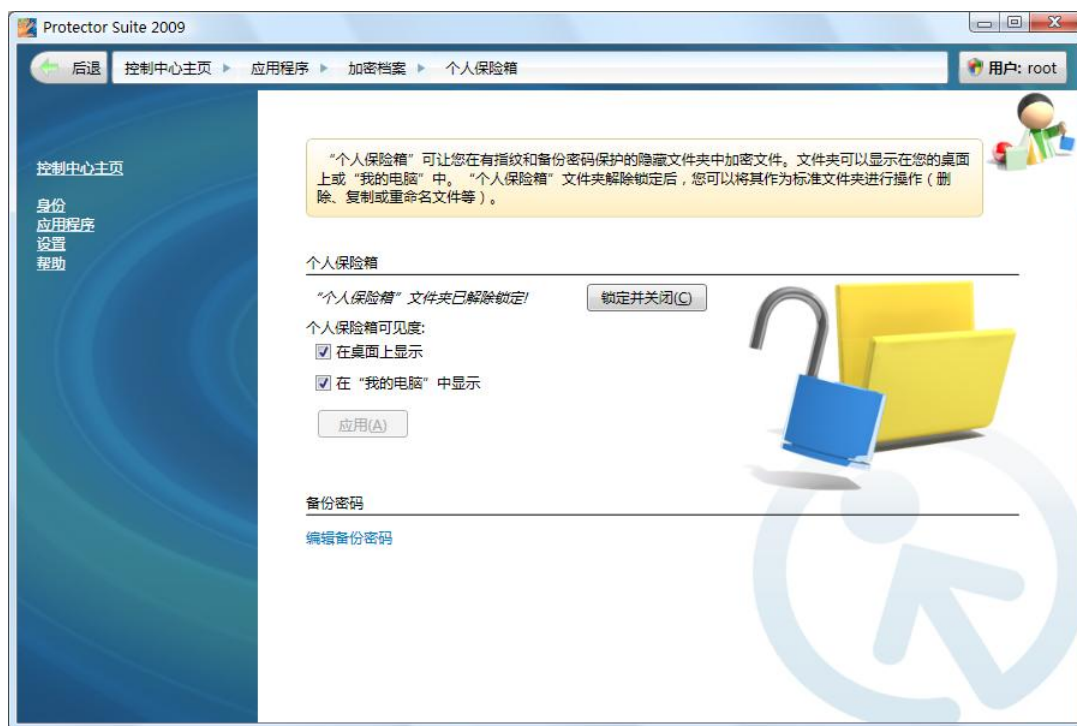 Protector Suite 2009
后退 控制中心主页 应用程序 加密档案 个人保险箱 用户: root
控制中心主页
身份
应用程序
设置
帮助
“个人保险箱”可让您在有指纹和备份密码保护的隐藏文件夹中加密文件。文件夹可以显示在您的桌面
上或“我的电脑”中。“个人保险箱”文件夹解除锁定后，您可以将其作为标准文件夹进行操作（删
除、复制或重命名文件等）。
个人保险箱
“个人保险箱”文件夹已解除锁定! 锁定并关闭(C)
个人保险箱可见度:
在桌面上显示
在“我的电脑”中显示
应用(A)
备份密码
编辑备份密码